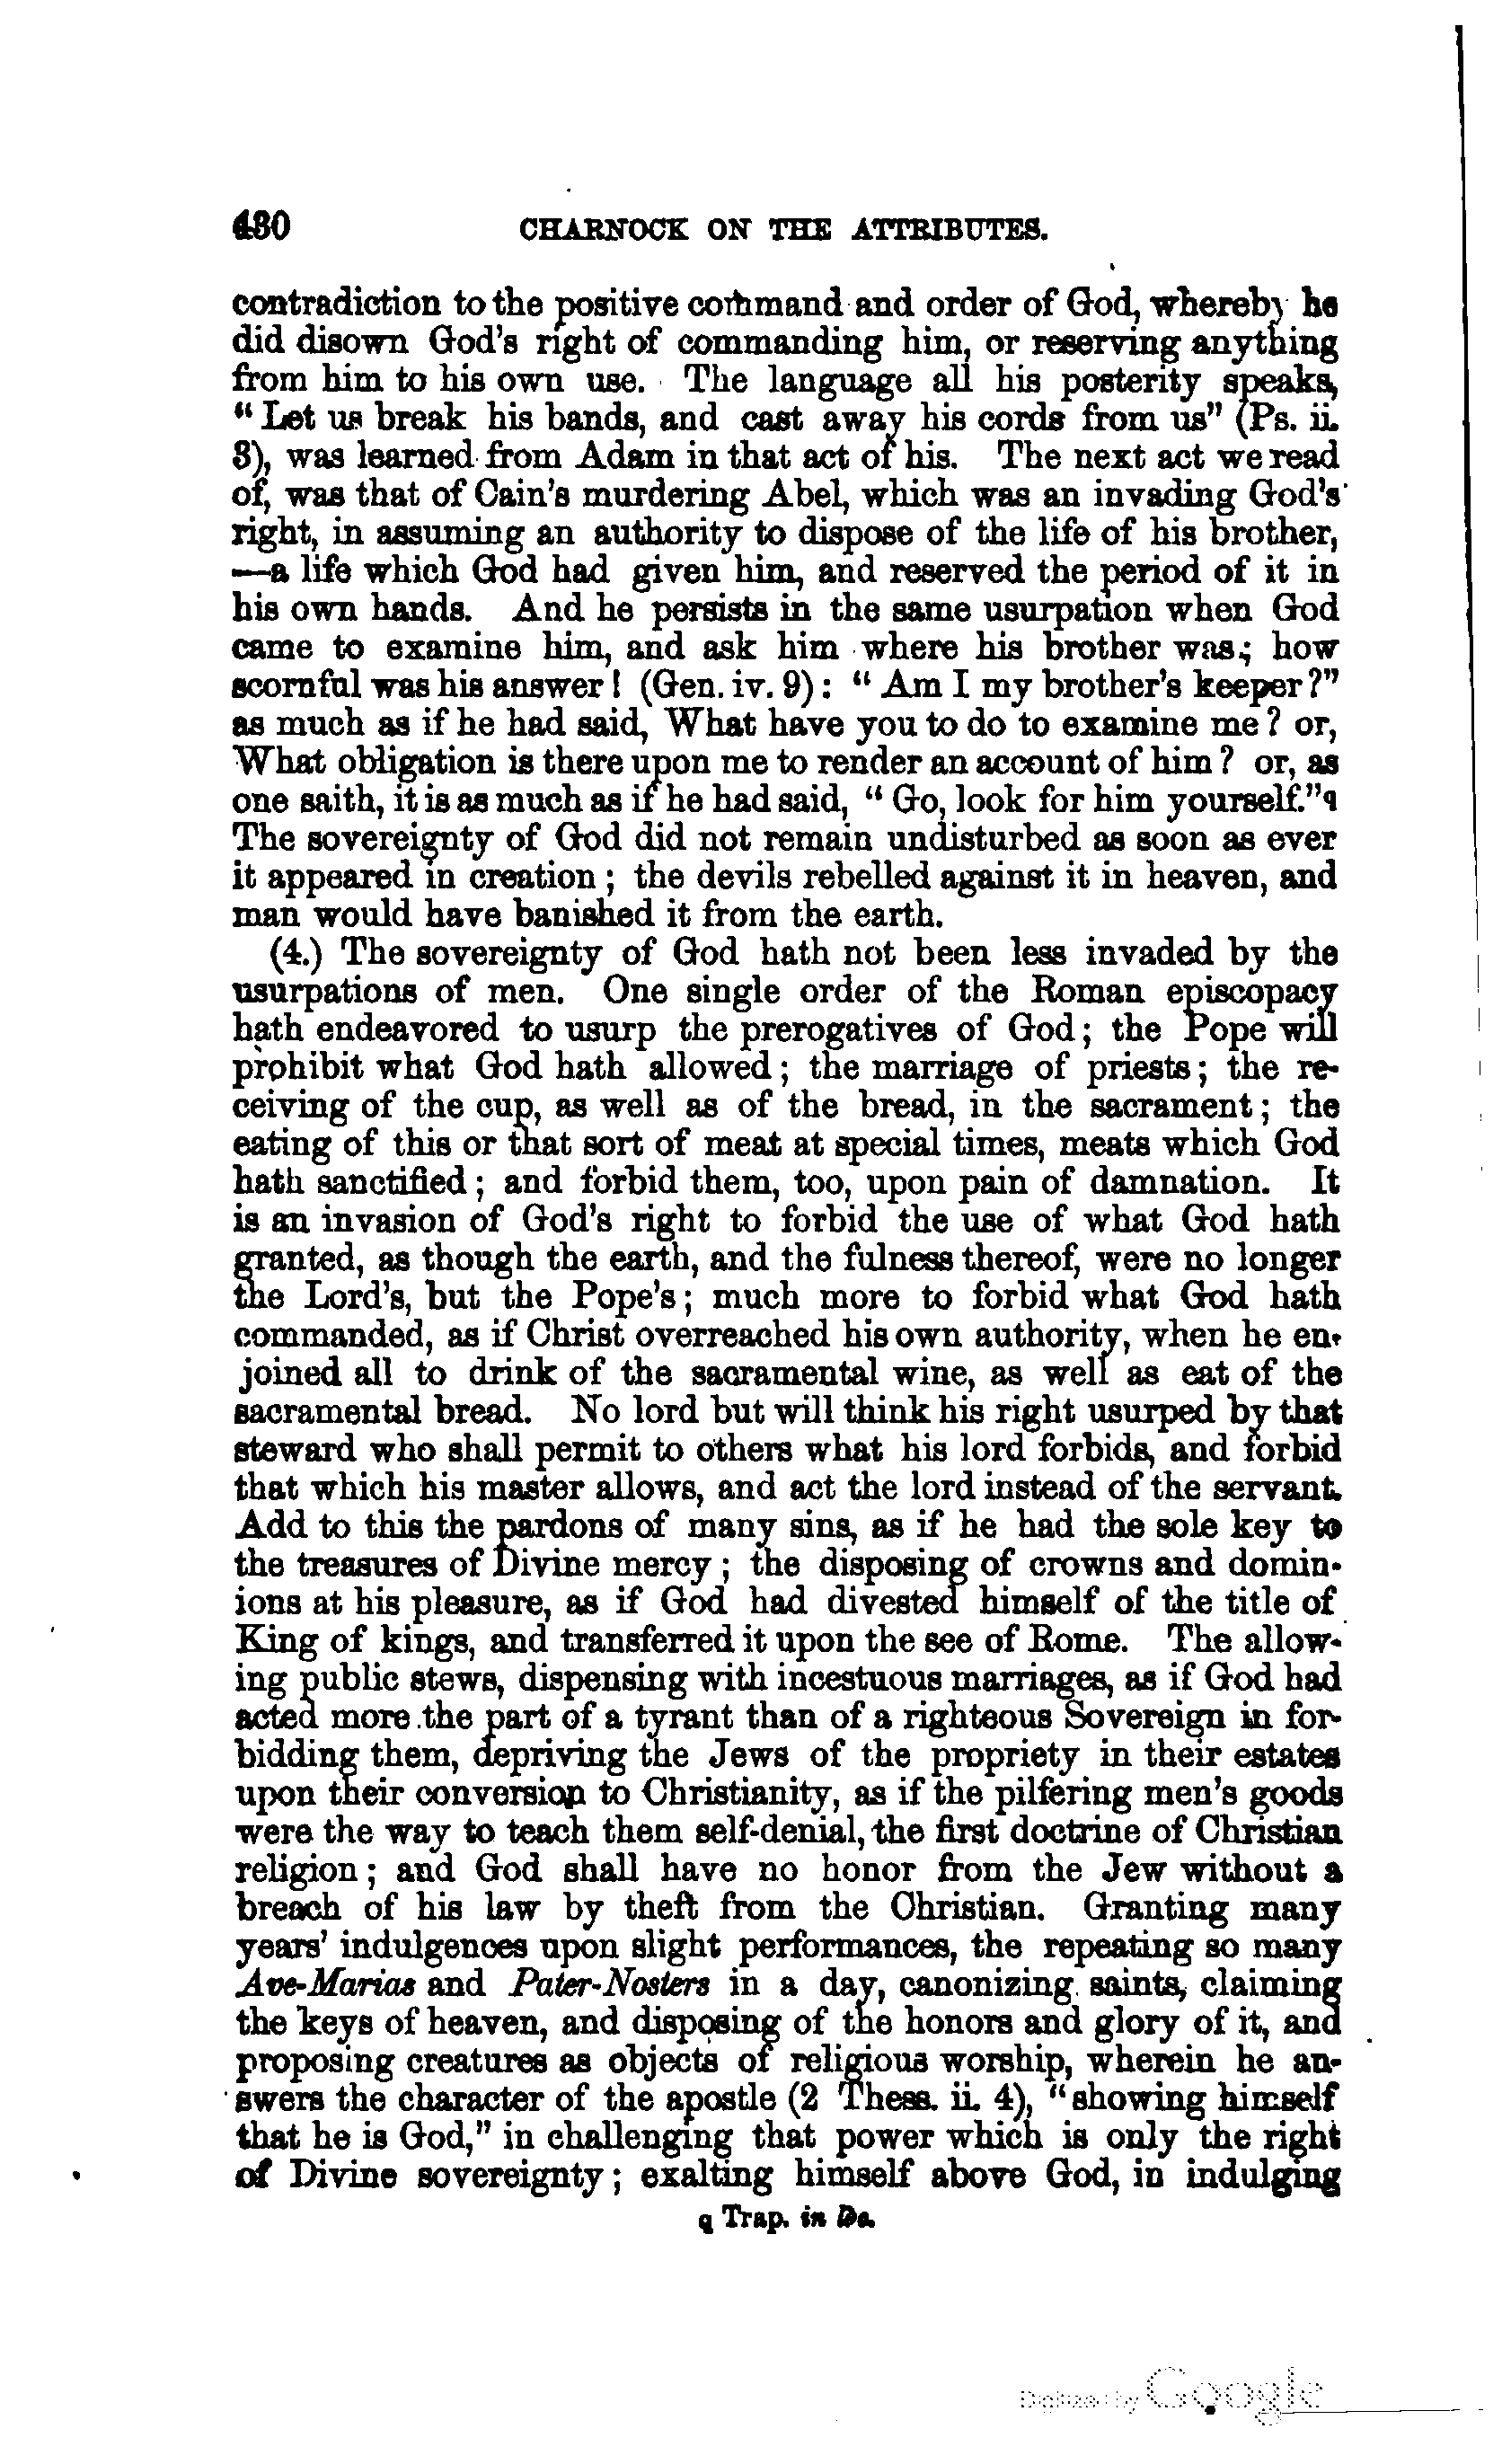 430 CHARNOCK ON THE ATTRIBUTES.
contradiction to the positive command and order of God, whereby he
did disown God's right of commanding him, or reserving anything
from him to his own use. The language all his posterity speaks,
“Let us break his bands, and cast away his cords from us” (Ps. ii.
3), was learned from Adam in that act of his. The next act we read
of, was that of Cain's murdering Abel, which was an invading God's
right, in assuming an authority to dispose of the life of his brother,
—a life which God had given him, and reserved the period of it in
his own hands. And he persists in the same usurpation when God
came to examine him, and ask him where his brother was; how
scornful was his answer! (Gen. iv. 9): “Am I my brother's keeper?”
as much as if he had said, What have you to do to examine me? or,
What obligation is there upon me to render an account of him? or, as
one saith, it is as much as if he had said, “Go, look for him yourself.”q
The sovereignty of God did not remain undisturbed as soon as ever
it appeared in creation; the devils rebelled against it in heaven, and
man would have banished it from the earth.
(4.) The sovereignty of God hath not been less invaded by the
usurpations of men. One single order of the Roman episcopacy
hath endeavored to usurp the prerogatives of God; the Pope will
prohibit what God hath allowed; the marriage of priests; the re-
ceiving of the cup, as well as of the bread, in the sacrament; the
eating of this or that sort of meat at special times, meats which God
hath sanctified; and forbid them, too, upon pain of damnation. It
is an invasion of God's right to forbid the use of what God hath
granted, as though the earth, and the fulness thereof, were no longer
the Lord's, but the Pope's; much more to forbid what God hath
commanded, as if Christ overreached his own authority, when he en-
joined all to drink of the sacramental wine, as well as eat of the
sacramental bread. No lord but will think his right usurped by that
steward who shall permit to others what his lord forbids, and forbid
that which his master allows, and act the lord instead of the servant.
Add to this the pardons of many sins, as if he had the sole key to
the treasures of Divine mercy; the disposing of crowns and domin-
ions at his pleasure, as if God had divested himself of the title of
King of kings, and transferred it upon the see of Rome. The allow-
ing public stews, dispensing with incestuous marriages, as if God had
acted more the part of a tyrant than of a righteous Sovereign in for-
bidding them, depriving the Jews of the propriety in their estates
upon their conversion to Christianity, as if the pilfering men's goods
were the way to teach them self-denial, the first doctrine of Christian
religion; and God shall have no honor from the Jew without a
breach of his law by theft from the Christian. Granting many
years' indulgences upon slight performances, the repeating so many
Ave-Marias and Pater-Nosters in a day, canonizing saints, claiming
the keys of heaven, and disposing of the honors and glory of it, and
proposing creatures as objects of religious worship, wherein he an-
swers the character of the apostle (2 Thess. ii. 4), “showing himself
that he is God,” in challenging that power which is only the right
of Divine sovereignty; exalting himself above God, in indulging
q Trap. in Do.
Digitized by Google